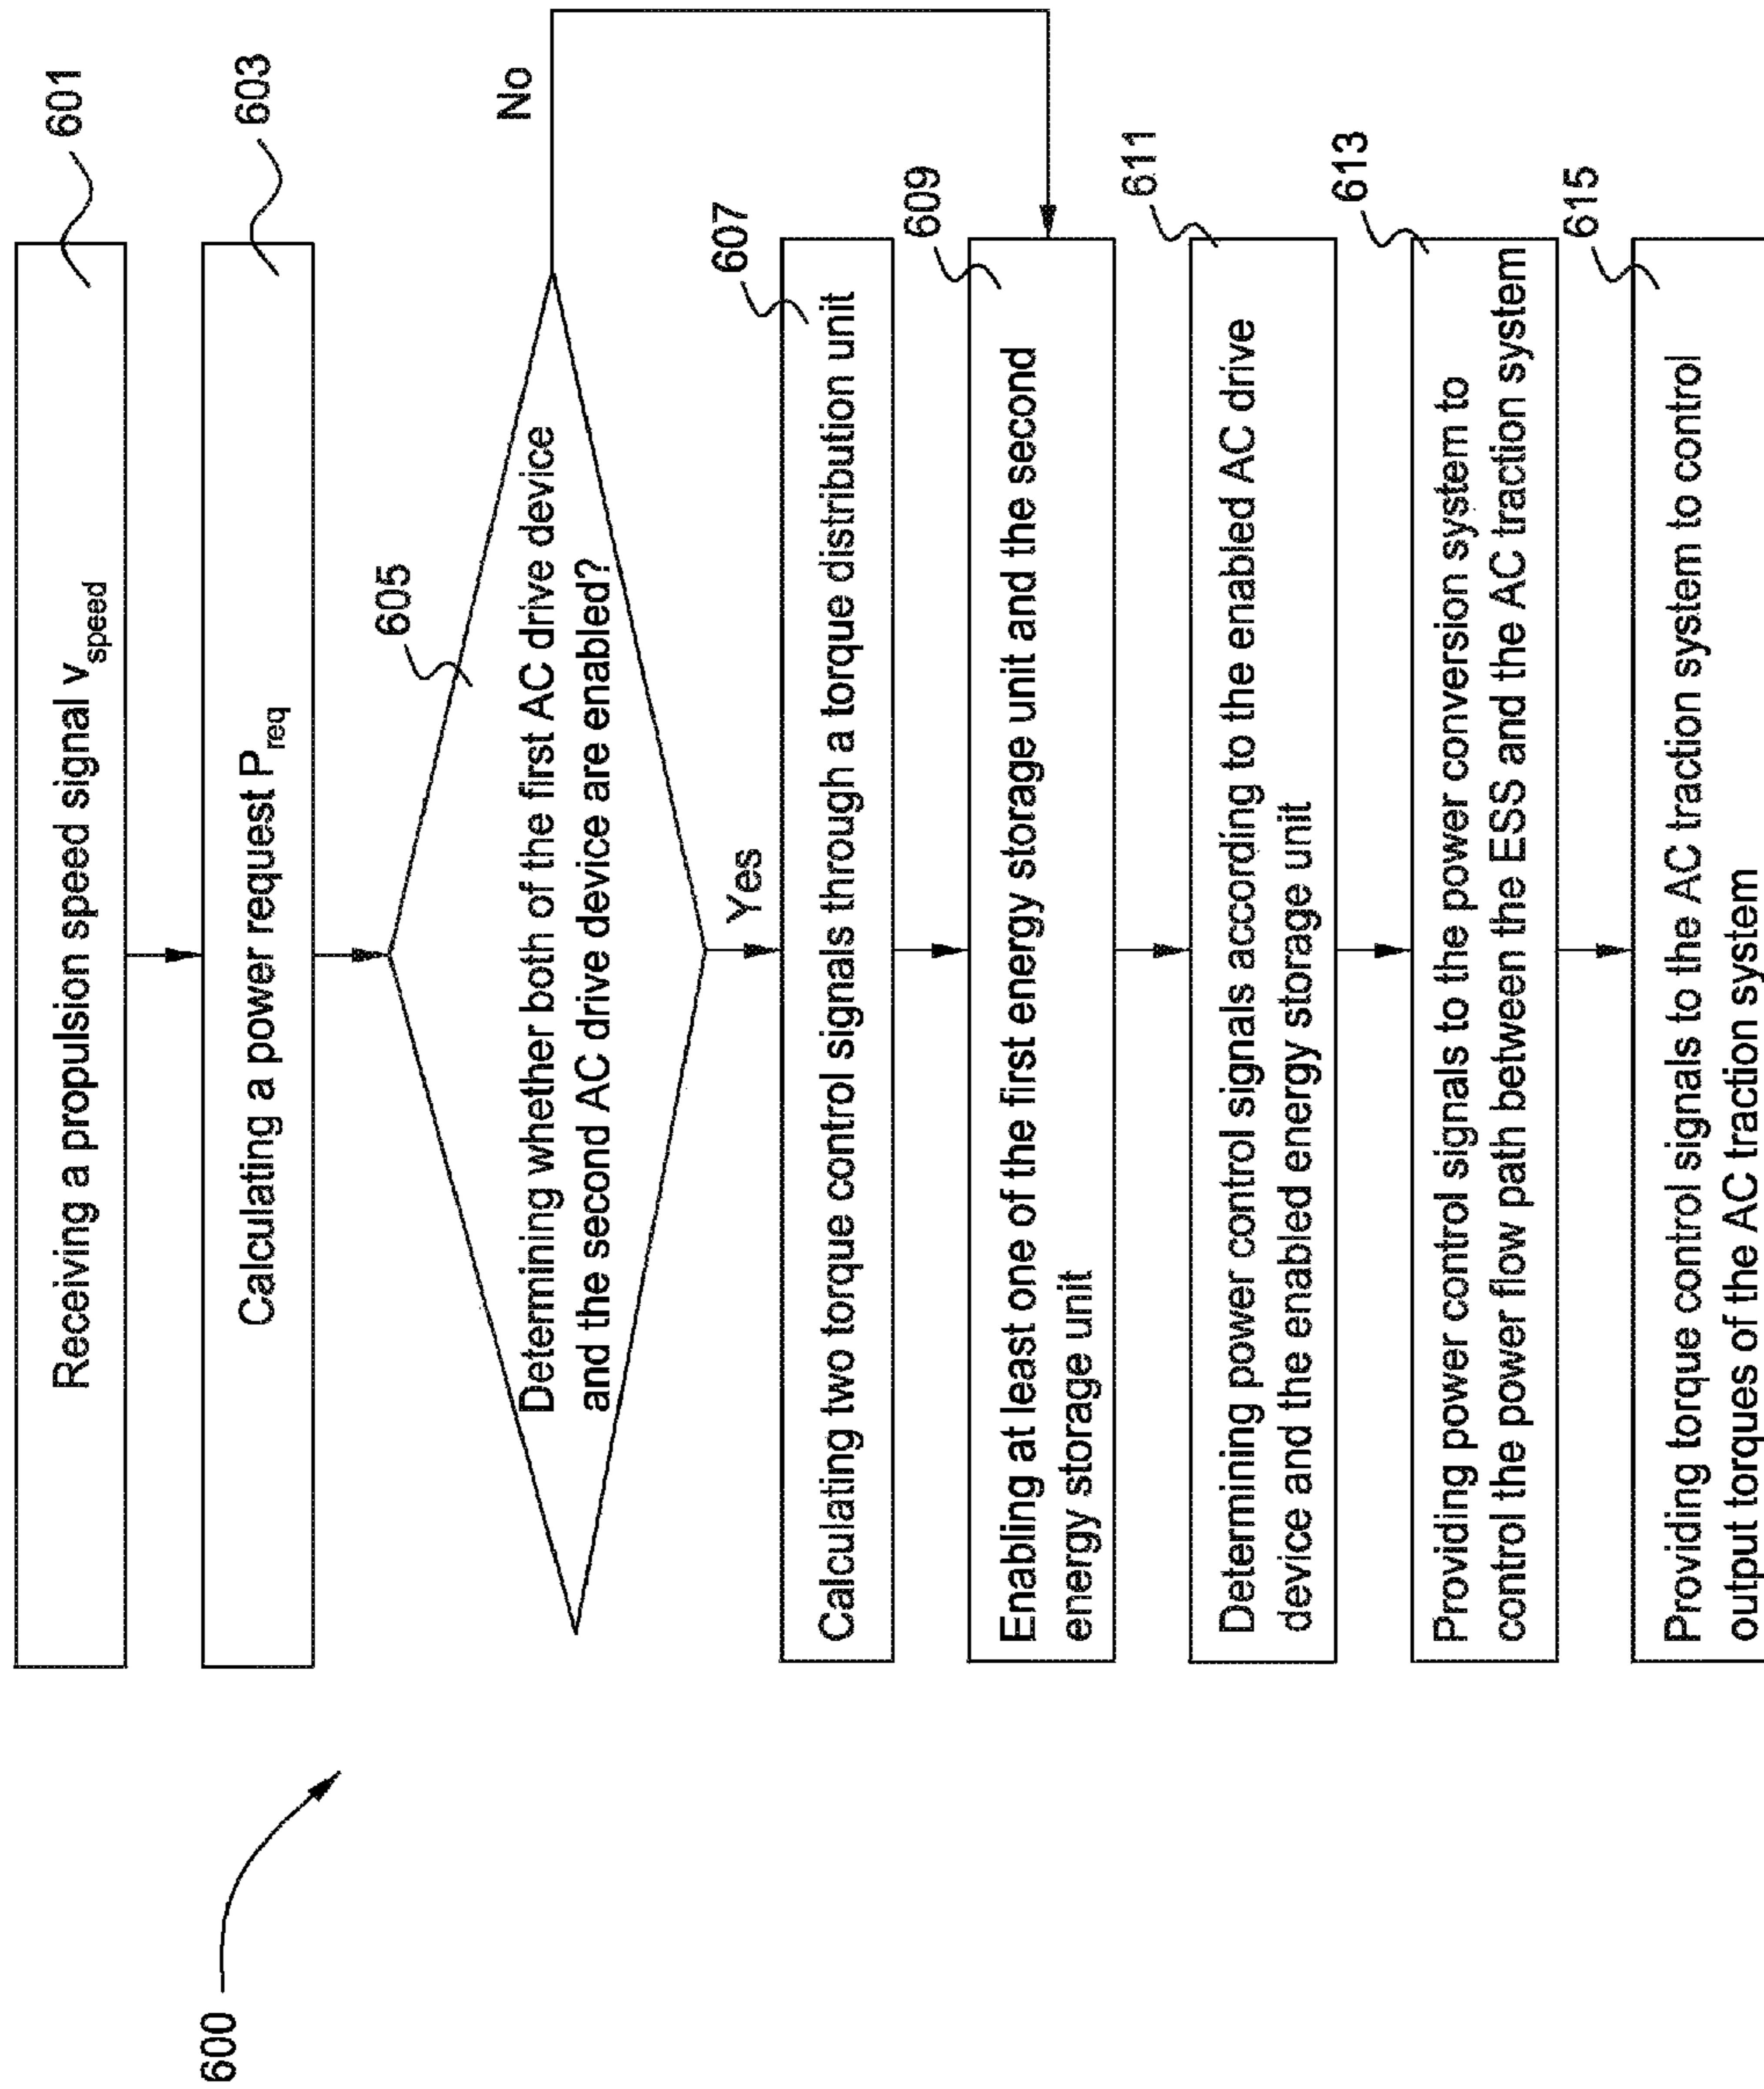 600
Receiving a propulsion speed signal vspeed
601
Calculating a power request Preq
603
605
Determining whether both of the first AC drive device
and the second AC drive device are enabled?
No
Yes
607
Calculating two torque control signals through a torque distribution unit
609
Enabling at least one of the first energy storage unit and the second
energy storage unit
611
Determining power control signals according to the enabled AC drive
device and the enabled energy storage unit
613
Providing power control signals to the power conversion system to
control the power flow path between the ESS and the AC traction system
615
Providing torque control signals to the AC traction system to control
output torques of the AC traction system